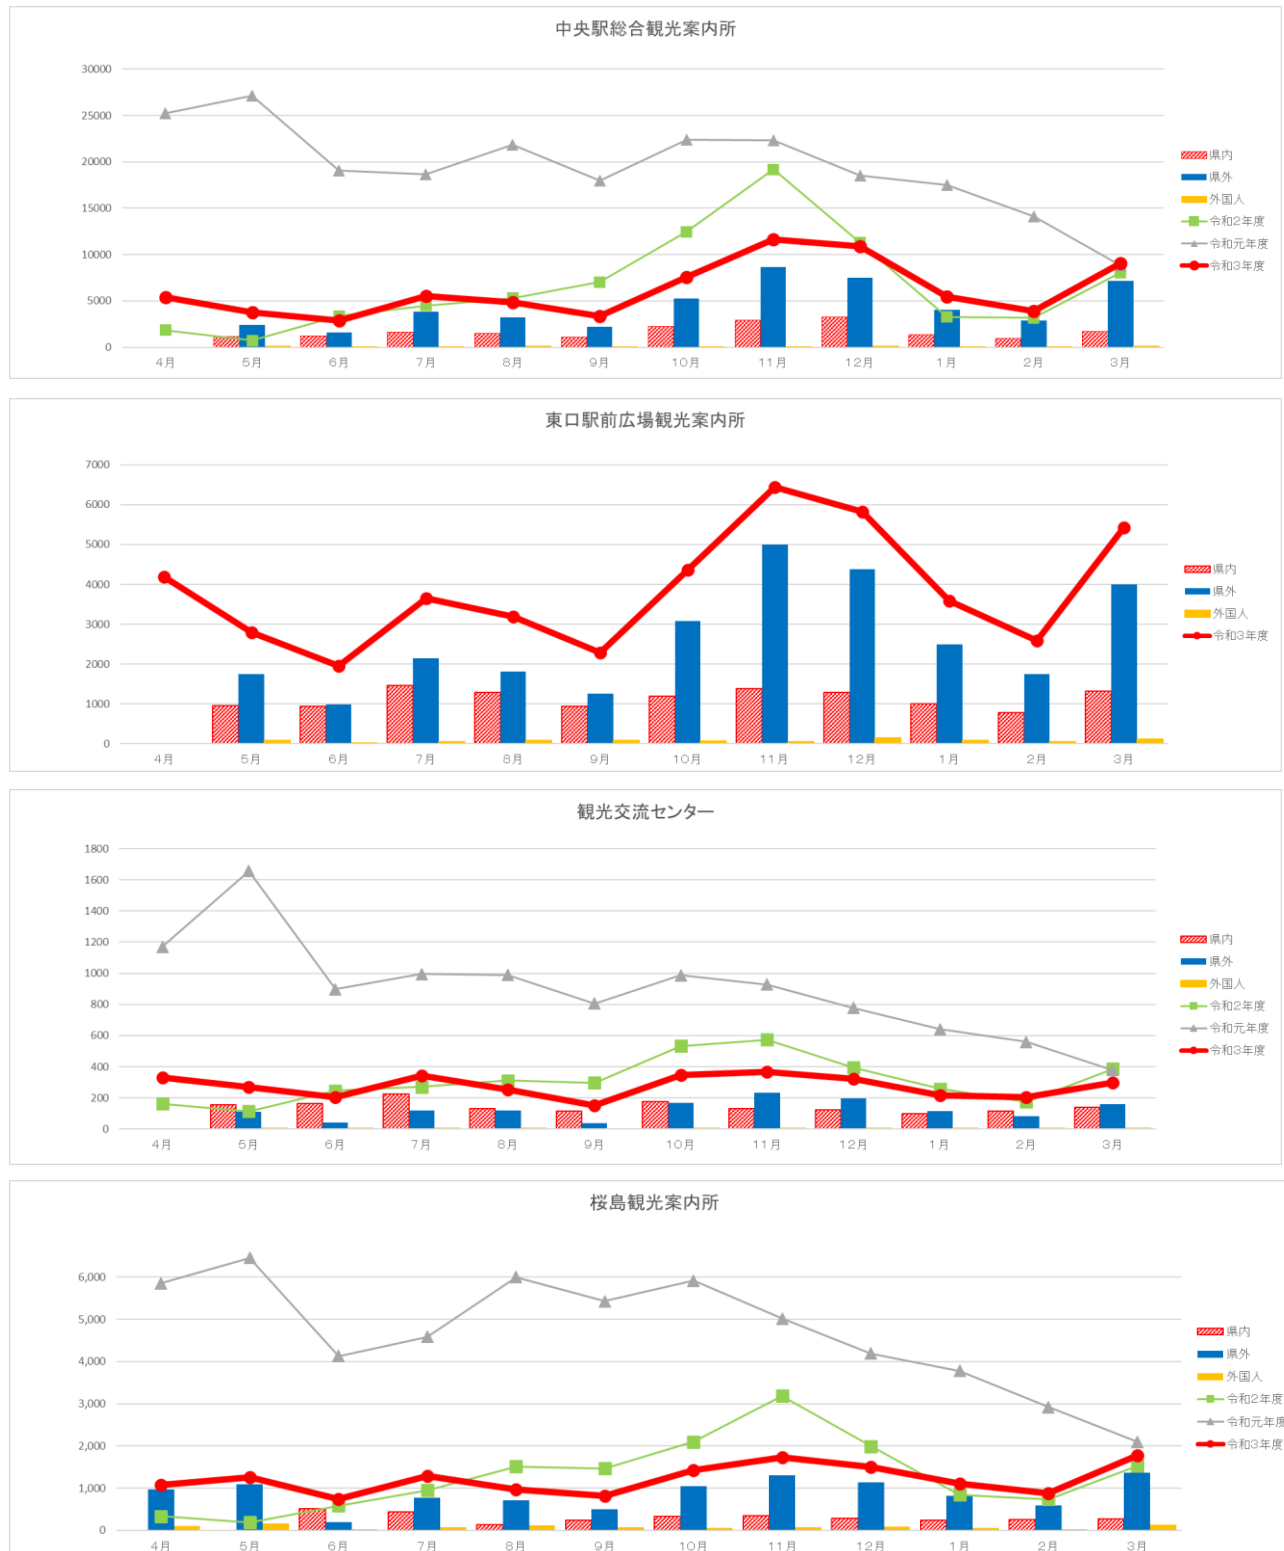 中央駅総合観光案内所
30000
25000
20000
15000
10000
5000
0
4月 5月 6月 7月 8月 9月 10月 11月 12月 1月 2月 3月
県内
県外
外国人
令和2年度
令和元年度
令和3年度
東口駅前広場観光案内所
7000
6000
5000
4000
3000
2000
1000
0
4月 5月 6月 7月 8月 9月 10月 11月 12月 1月 2月 3月
県内
県外
外国人
令和3年度
観光交流センター
1800
1600
1400
1200
1000
800
600
400
200
0
4月 5月 6月 7月 8月 9月 10月 11月 12月 1月 2月 3月
県内
県外
外国人
令和2年度
令和元年度
令和3年度
桜島観光案内所
6,000
5,000
4,000
3,000
2,000
1,000
0
4月 5月 6月 7月 8月 9月 10月 11月 12月 1月 2月 3月
県内
県外
外国人
令和2年度
令和元年度
令和3年度